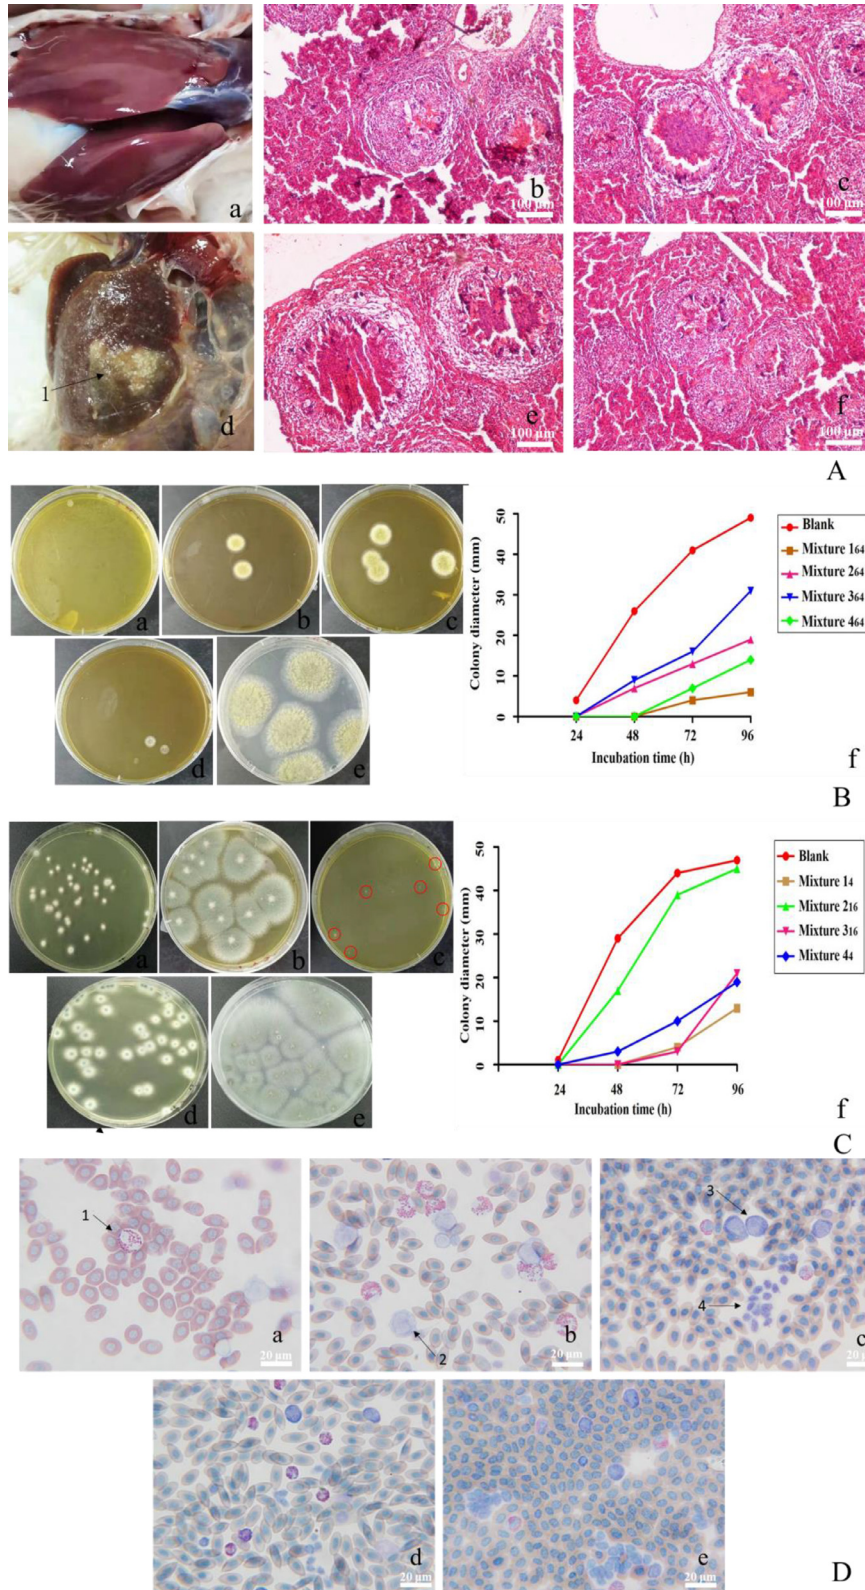 a
b
100 µm
c
100 µm
1
d
e
100 µm
f
100 µm
A
a
b
c
d
e
Colony diameter (mm)
50
40
30
20
10
0
24
48
72
96
Incubation time (h)
Blank
Mixture 164
Mixture 264
Mixture 364
Mixture 464
f
B
a
b
c
d
e
Colony diameter (mm)
50
40
30
20
10
0
24
48
72
96
Incubation time (h)
Blank
Mixture 14
Mixture 216
Mixture 316
Mixture 44
f
C
1
a
20 µm
2
b
20 µm
3
4
c
20 µm
d
20 µm
e
20 µm
D